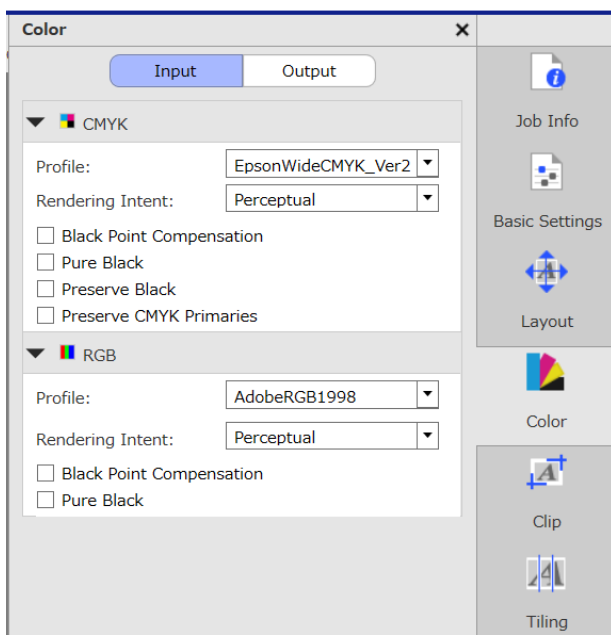 Color
Input
Output
CMYK
Profile:
EpsonWideCMYK_Ver2
Rendering Intent:
Perceptual
Black Point Compensation
Pure Black
Preserve Black
Preserve CMYK Primaries
RGB
Profile:
AdobeRGB1998
Rendering Intent:
Perceptual
Black Point Compensation
Pure Black
Job Info
Basic Settings
Layout
Color
Clip
Tiling